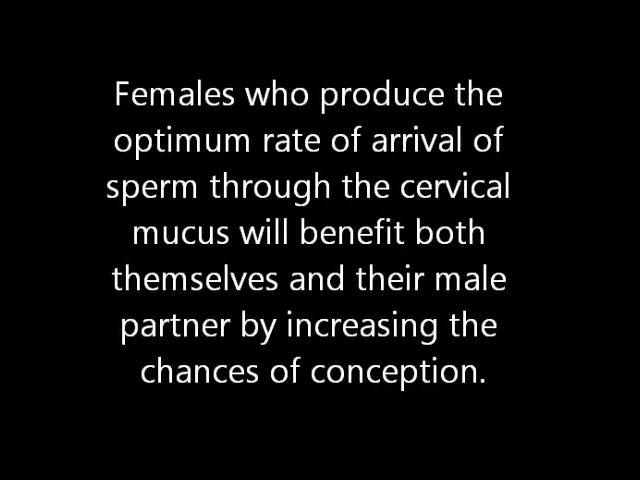 Females who produce the
optimum rate of arrival of
sperm through the cervical
mucus will benefit both
themselves and their male
partner by increasing the
chances of conception.